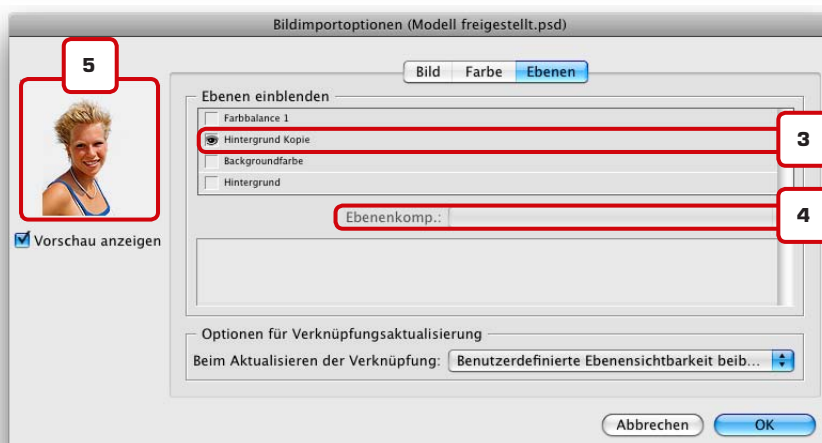 Bildimportoptionen (Modell freigestellt.psd)
5
Bild Farbe Ebenen
Ebenen einblenden
Farbbalance 1
Hintergrund Kopie
3
Backgroundfarbe
Hintergrund
Ebenenkomp.:
4
Vorschau anzeigen
Optionen für Verknüpfungsaktualisierung
Beim Aktualisieren der Verknüpfung: Benutzerdefinierte Ebenensichtbarkeit beib...
Abbrechen OK